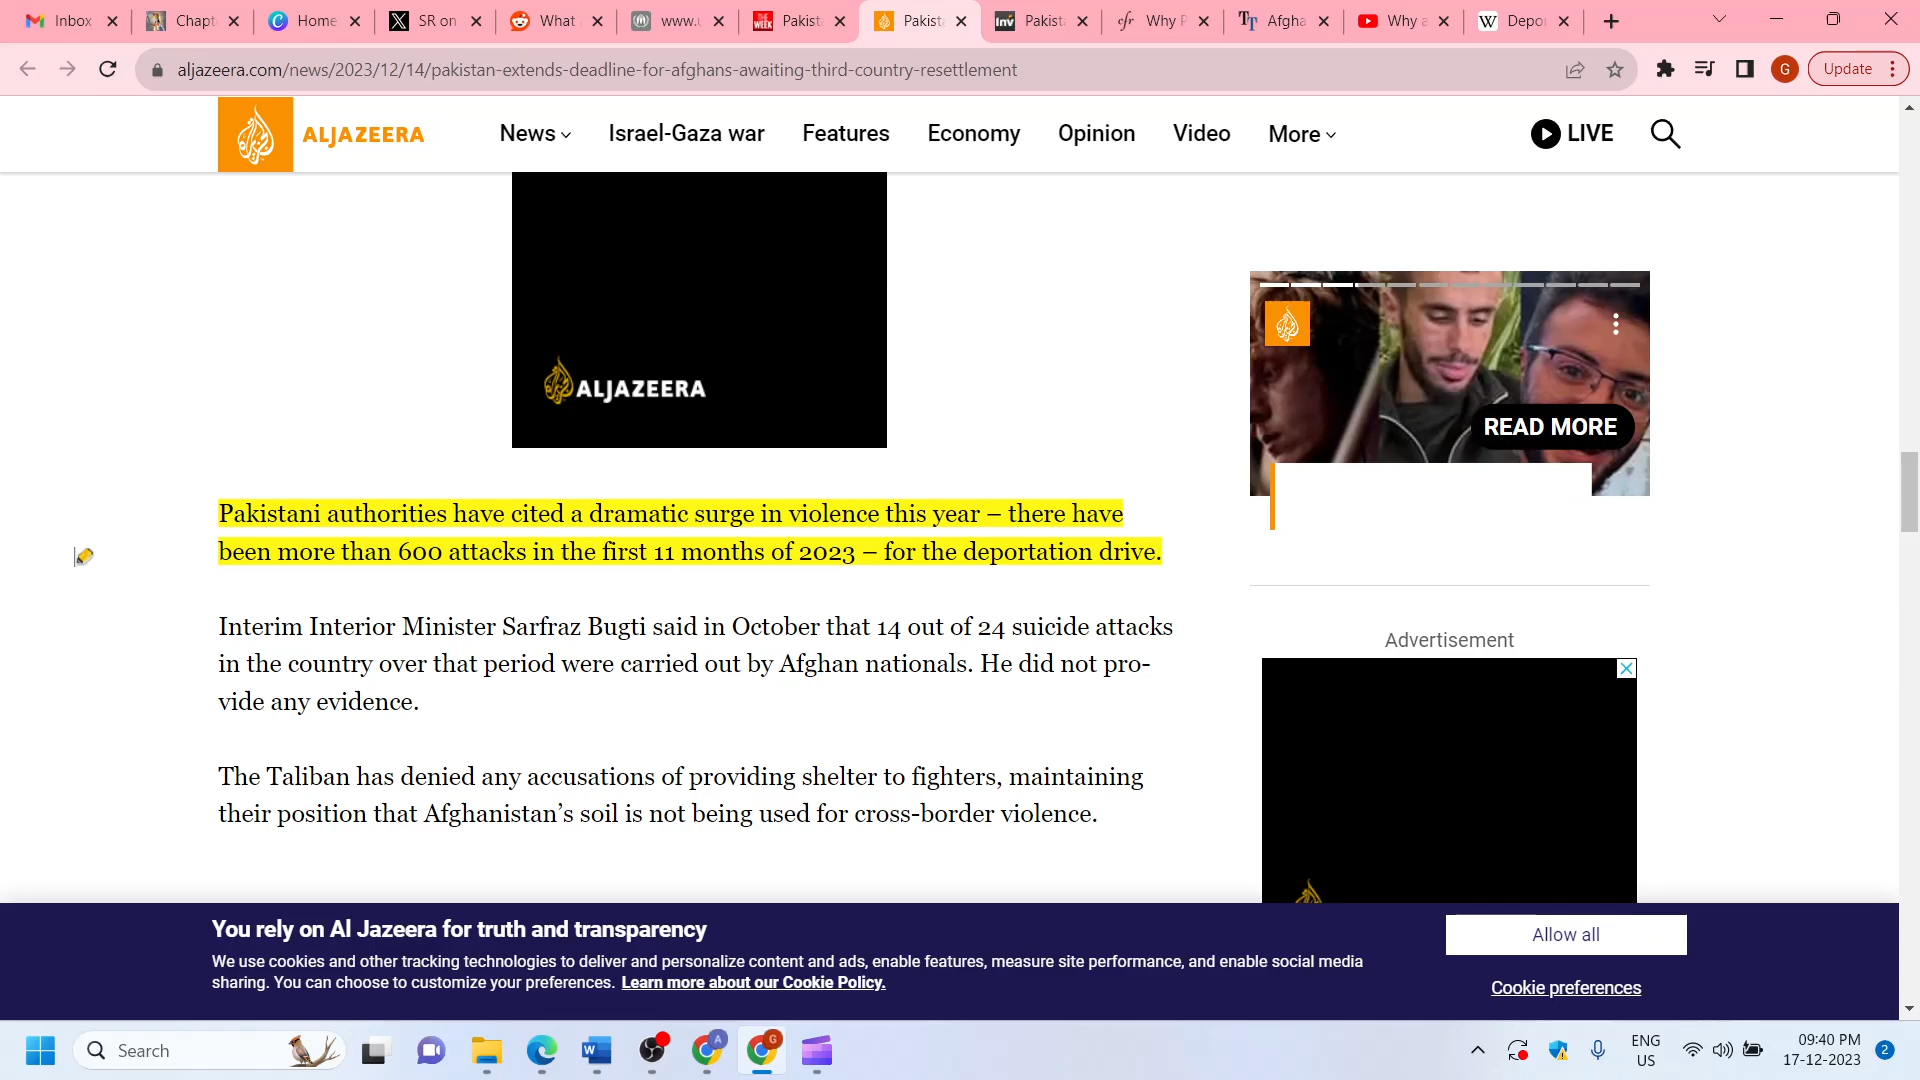 Inbox
Chapt
Home
SR on
What
www.u
Pakist
Pakist
Pakist
Why P
Afgha
Why a
Depo
aljazeera.com/news/2023/12/14/pakistan-extends-deadline-for-afghans-awaiting-third-country-resettlement
G
Update
ALJAZEERA
News
Israel-Gaza war
Features
Economy
Opinion
Video
More
LIVE
ALJAZEERA
READ MORE
Pakistani authorities have cited a dramatic surge in violence this year – there have
been more than 600 attacks in the first 11 months of 2023 – for the deportation drive.
Interim Interior Minister Sarfraz Bugti said in October that 14 out of 24 suicide attacks
in the country over that period were carried out by Afghan nationals. He did not pro-
vide any evidence.
The Taliban has denied any accusations of providing shelter to fighters, maintaining
their position that Afghanistan’s soil is not being used for cross-border violence.
Advertisement
You rely on Al Jazeera for truth and transparency
We use cookies and other tracking technologies to deliver and personalize content and ads, enable features, measure site performance, and enable social media
sharing. You can choose to customize your preferences. Learn more about our Cookie Policy.
Allow all
Cookie preferences
Search
ENG
US
09:40 PM
17-12-2023
2